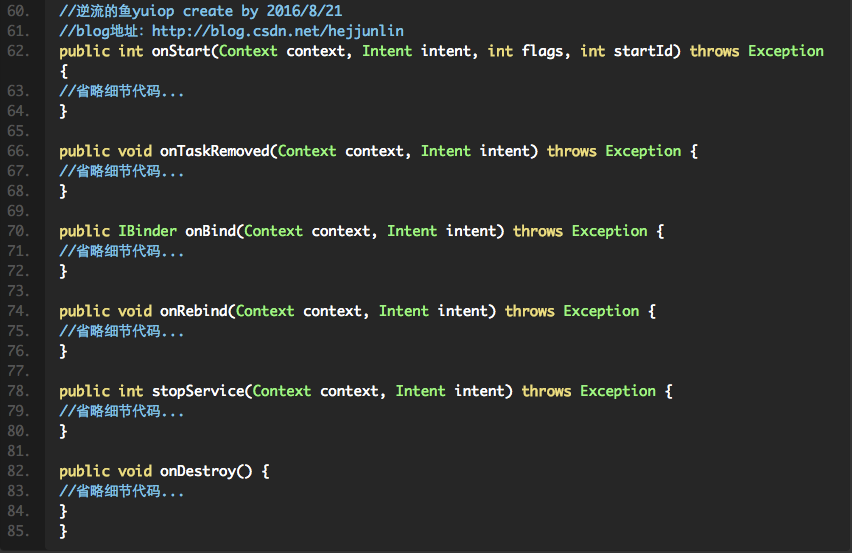 60. //逆流的鱼yuiop create by 2016/8/21
61. //blog地址：http://blog.csdn.net/hejjunlin
62. public int onStart(Context context, Intent intent, int flags, int startId) throws Exception
{
63. //省略细节代码...
64. }
65.
66. public void onTaskRemoved(Context context, Intent intent) throws Exception {
67. //省略细节代码...
68. }
69.
70. public IBinder onBind(Context context, Intent intent) throws Exception {
71. //省略细节代码...
72. }
73.
74. public void onRebind(Context context, Intent intent) throws Exception {
75. //省略细节代码...
76. }
77.
78. public int stopService(Context context, Intent intent) throws Exception {
79. //省略细节代码...
80. }
81.
82. public void onDestroy() {
83. //省略细节代码...
84. }
85. }